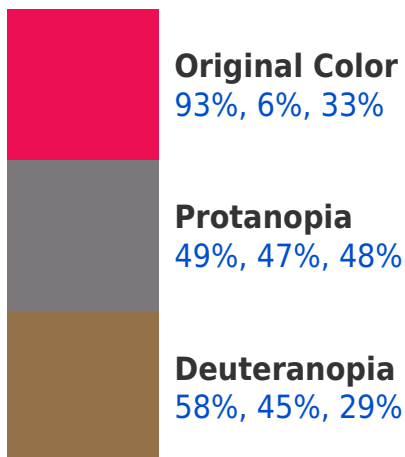 Original Color
93%, 6%, 33%
Protanopia
49%, 47%, 48%
Deuteranopia
58%, 45%, 29%